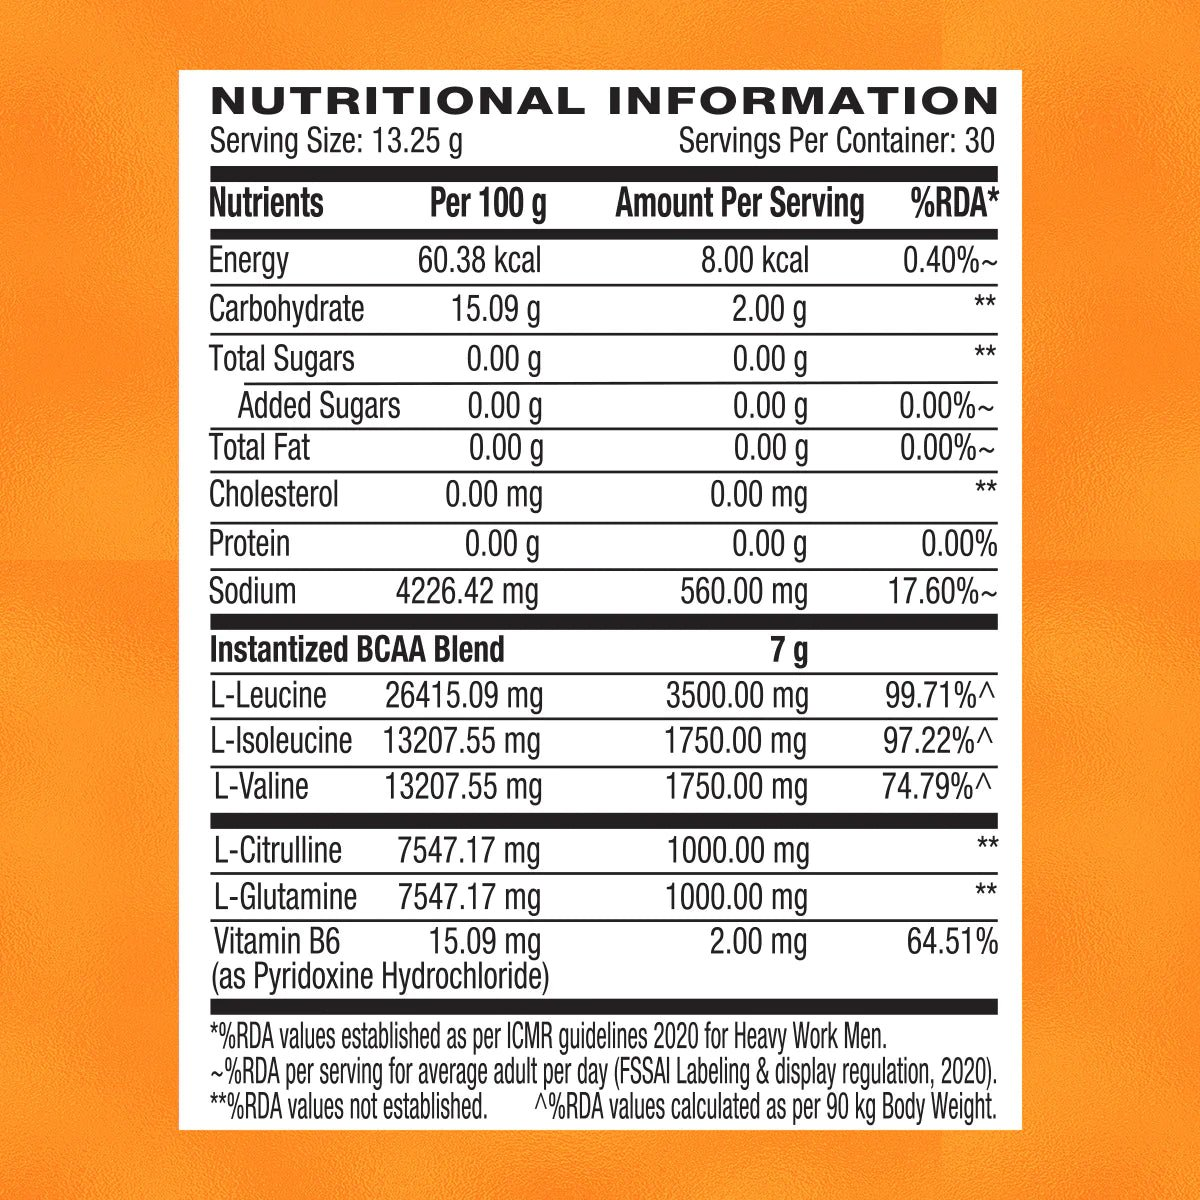 NUTRITIONAL INFORMATION
Serving Size: 13.25 g Servings Per Container: 30
Nutrients Per 100 g Amount Per Serving %RDA*
Energy 60.38 kcal 8.00 kcal 0.40%~
Carbohydrate 15.09 g 2.00 g **
Total Sugars 0.00 g 0.00 g **
Added Sugars 0.00 g 0.00 g 0.00%~
Total Fat 0.00 g 0.00 g 0.00%~
Cholesterol 0.00 mg 0.00 mg **
Protein 0.00 g 0.00 g 0.00%
Sodium 4226.42 mg 560.00 mg 17.60%~
Instantized BCAA Blend 7 g
L-Leucine 26415.09 mg 3500.00 mg 99.71%^
L-Isoleucine 13207.55 mg 1750.00 mg 97.22%^
L-Valine 13207.55 mg 1750.00 mg 74.79%^
L-Citrulline 7547.17 mg 1000.00 mg **
L-Glutamine 7547.17 mg 1000.00 mg **
Vitamin B6 15.09 mg 2.00 mg 64.51%
(as Pyridoxine Hydrochloride)
*%RDA values established as per ICMR guidelines 2020 for Heavy Work Men.
~%RDA per serving for average adult per day (FSSAI Labeling & display regulation, 2020).
**%RDA values not established. ^%RDA values calculated as per 90 kg Body Weight.